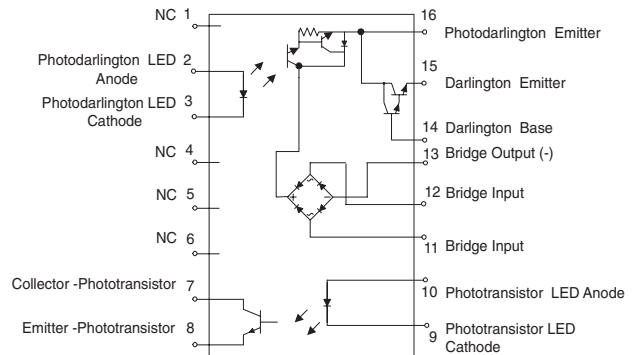 NC 1
Photodarlington LED 2
Anode
Photodarlington LED 3
Cathode
NC 4
NC 5
NC 6
Collector -Phototransistor 7
Emitter -Phototransistor 8
16
Photodarlington Emitter
15
Darlington Emitter
14 Darlington Base
13 Bridge Output (-)
12 Bridge Input
11 Bridge Input
10 Phototransistor LED Anode
9 Phototransistor LED
Cathode
+
~
−
~